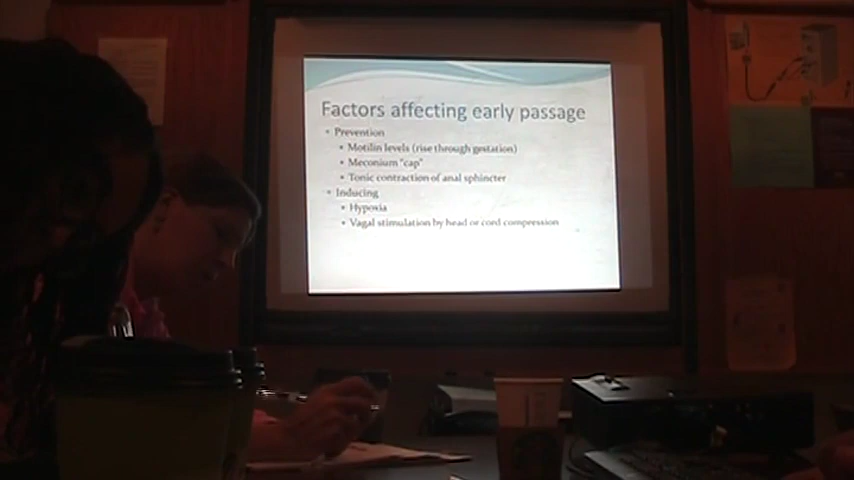 Factors affecting early passage
Prevention
Motilin levels (rise through gestation)
Meconium "cap"
Tonic contraction of anal sphincter
Inducing
Hypoxia
Vagal stimulation by head or cord compression